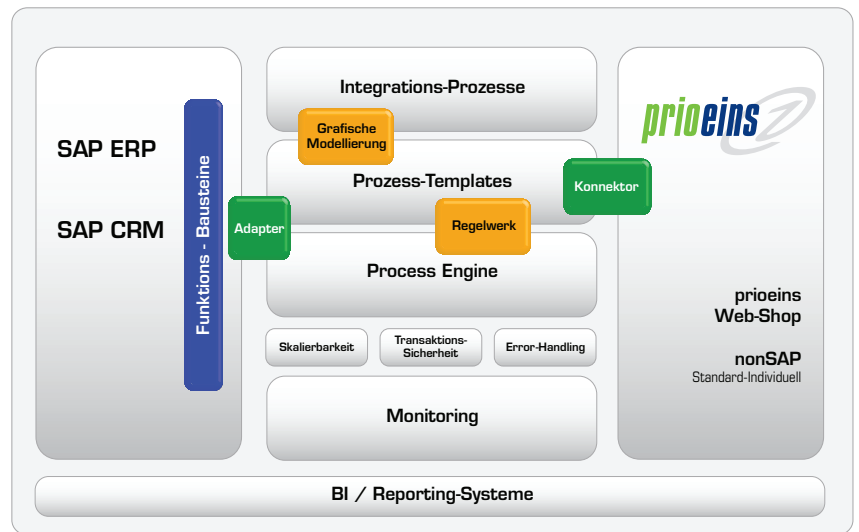 SAP ERP
SAP CRM
Funktions - Bausteine
Adapter
Integrations-Prozesse
Grafische
Modellierung
Prozess-Templates
Konnektor
Regelwerk
Process Engine
Skalierbarkeit
Transaktions-
Sicherheit
Error-Handling
Monitoring
prioeins
prioeins
Web-Shop
nonSAP
Standard-Individuell
BI / Reporting-Systeme